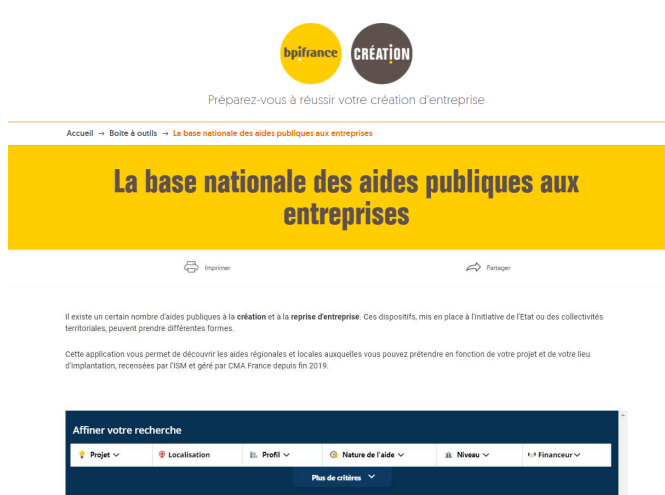 bpifrance CRÉATION
Préparez-vous à réussir votre création d'entreprise
Accueil → Boite à outils → La base nationale des aides publiques aux entreprises
La base nationale des aides publiques aux
entreprises
Imprimer Partager
Il existe un certain nombre d'aides publiques à la création et à la reprise d'entreprise. Ces dispositifs, mis en place à l'initiative de l'Etat ou des collectivités
territoriales, peuvent prendre différentes formes.
Cette application vous permet de découvrir les aides régionales et locales auxquelles vous pouvez prétendre en fonction de votre projet et de votre lieu
d'implantation, recensées par l'ISM et géré par CMA France depuis fin 2019.
Affiner votre recherche
Projet Localisation Profil Nature de l'aide Niveau Financeur
Plus de critères